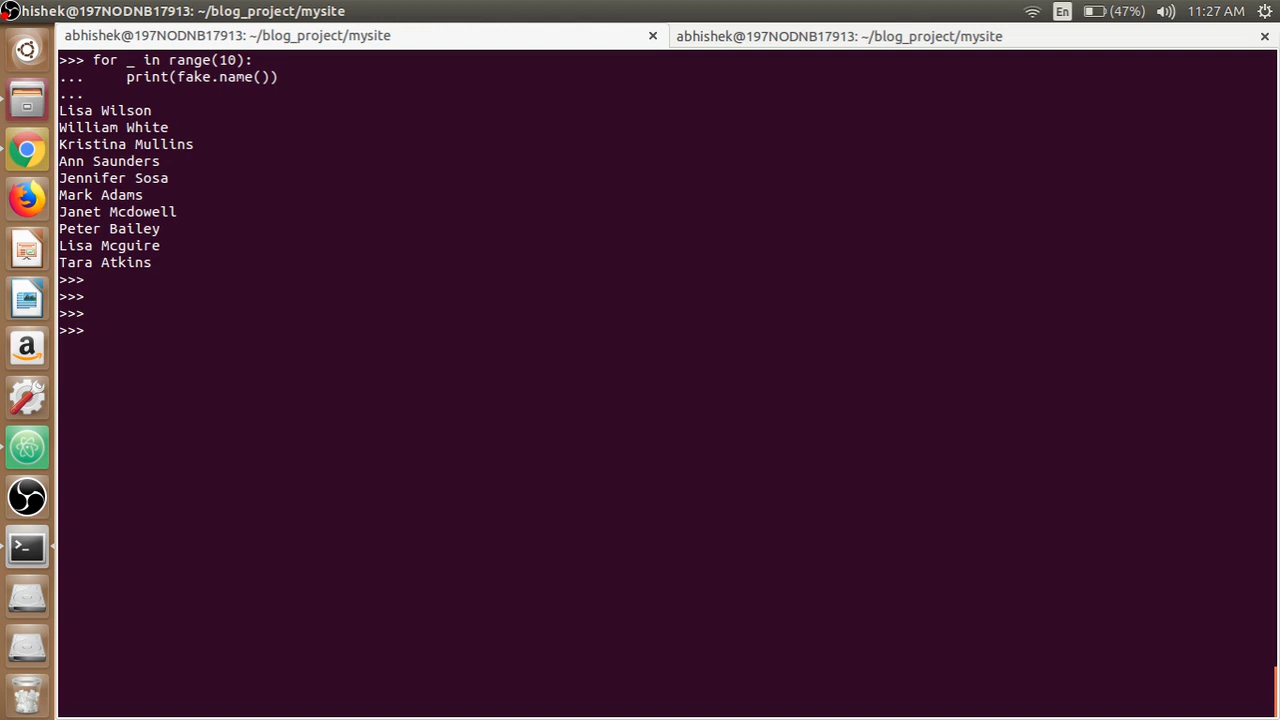 hishek@197NODNB17913: ~/blog_project/mysite
En
(47%)
11:27 AM
abhishek@197NODNB17913: ~/blog_project/mysite ×
abhishek@197NODNB17913: ~/blog_project/mysite ×
>>> for _ in range(10):
...     print(fake.name())
...
Lisa Wilson
William White
Kristina Mullins
Ann Saunders
Jennifer Sosa
Mark Adams
Janet Mcdowell
Peter Bailey
Lisa Mcguire
Tara Atkins
>>>
>>>
>>>
>>>